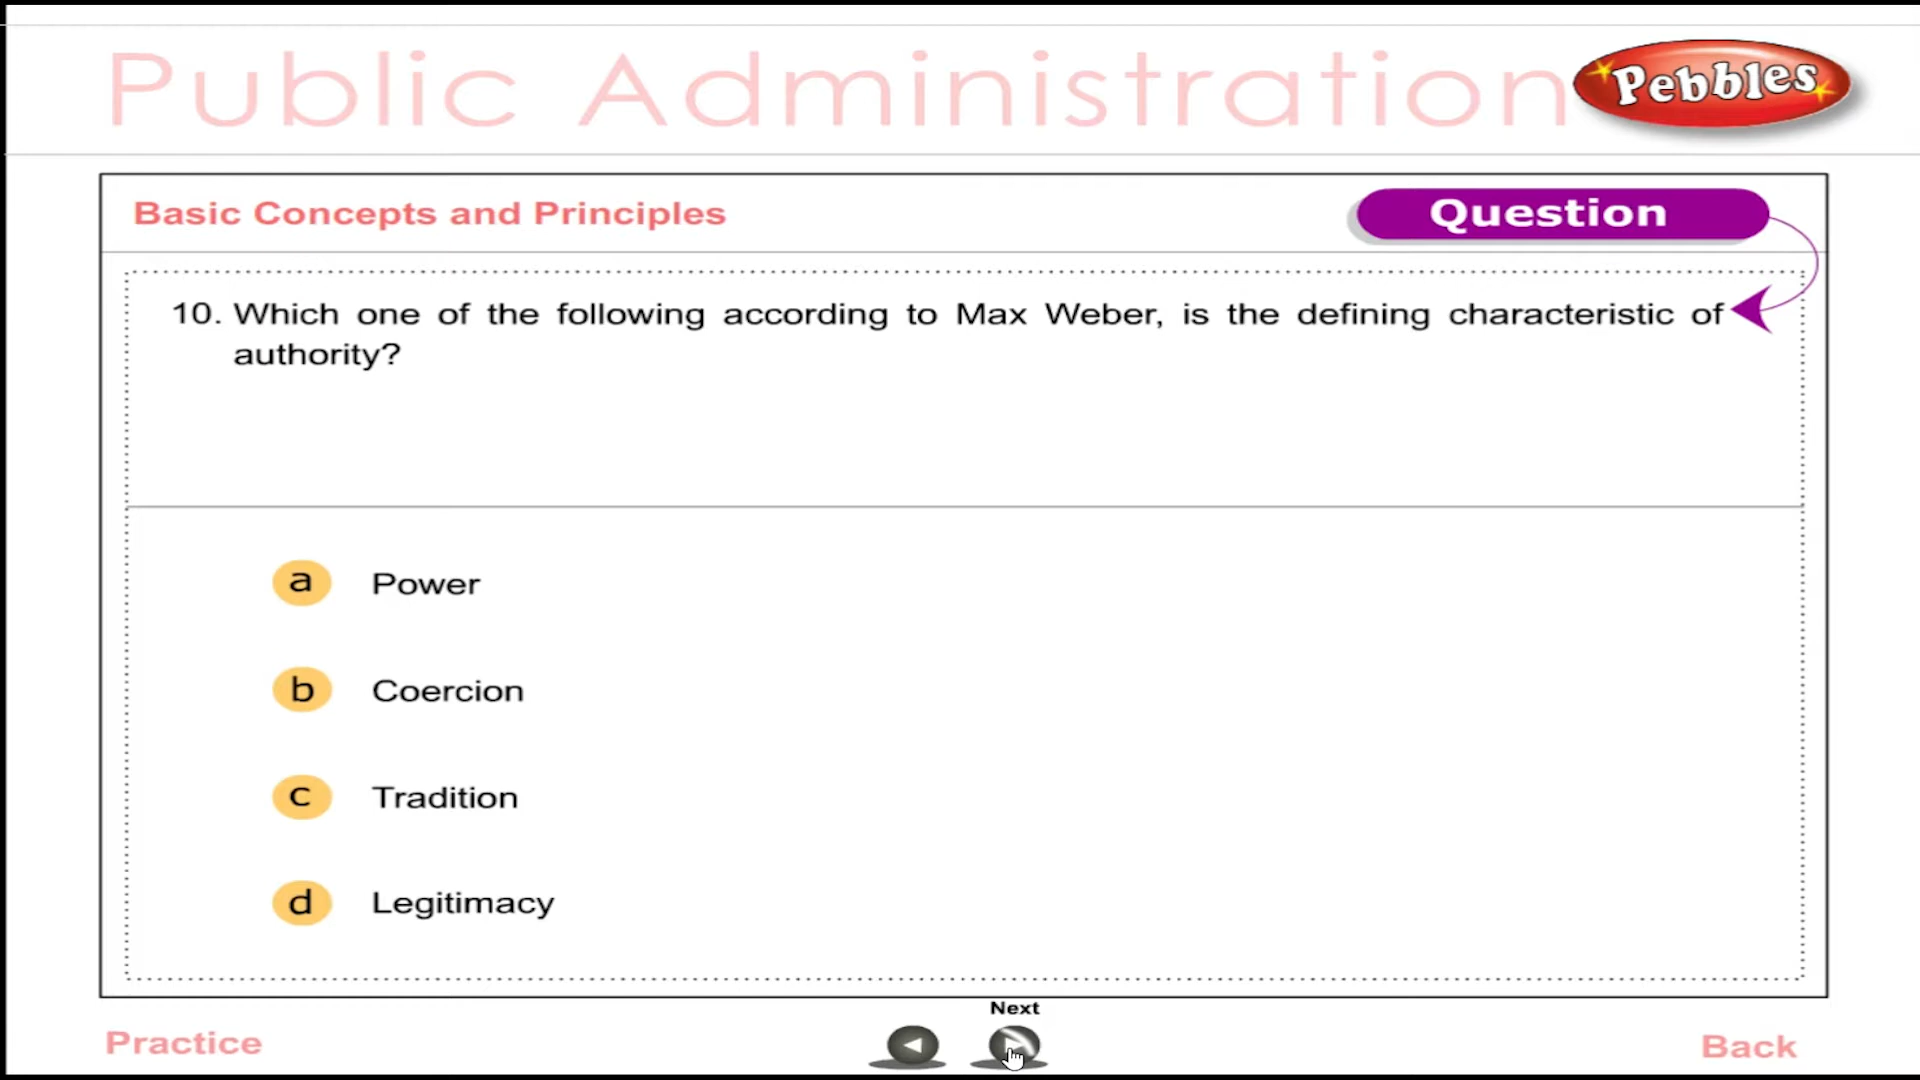 Public Administration
Pebbles
Basic Concepts and Principles
Question
10. Which one of the following according to Max Weber, is the defining characteristic of
authority?
a Power
b Coercion
c Tradition
d Legitimacy
Next
Practice
Back